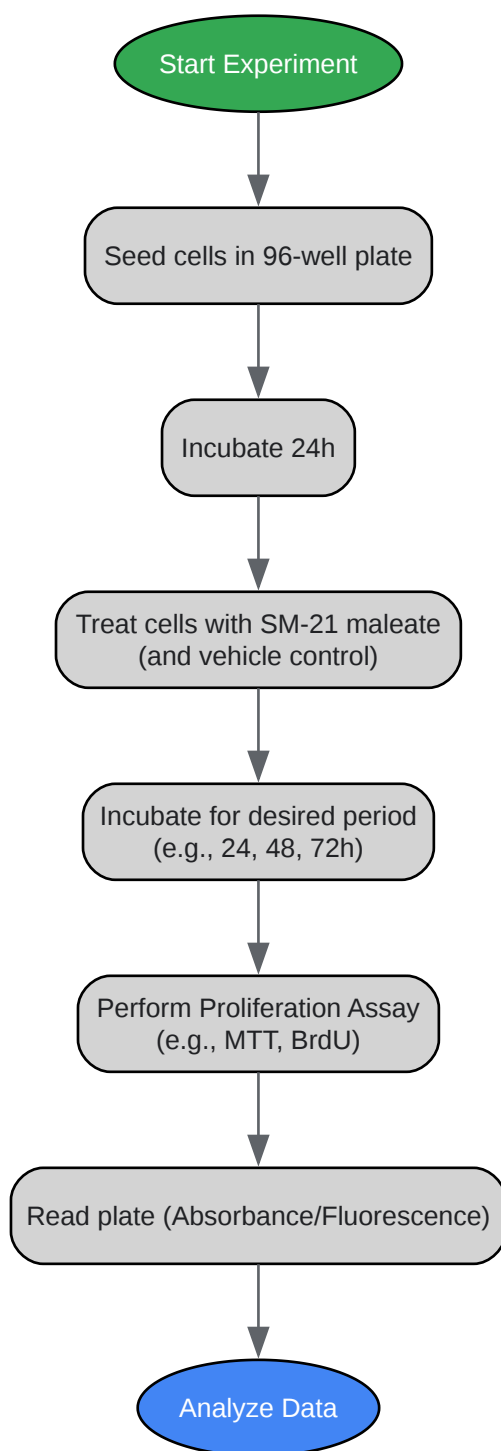 Start Experiment
Seed cells in 96-well plate
Incubate 24h
Treat cells with SM-21 maleate
(and vehicle control)
Incubate for desired period
(e.g., 24, 48, 72h)
Perform Proliferation Assay
(e.g., MTT, BrdU)
Read plate (Absorbance/Fluorescence)
Analyze Data